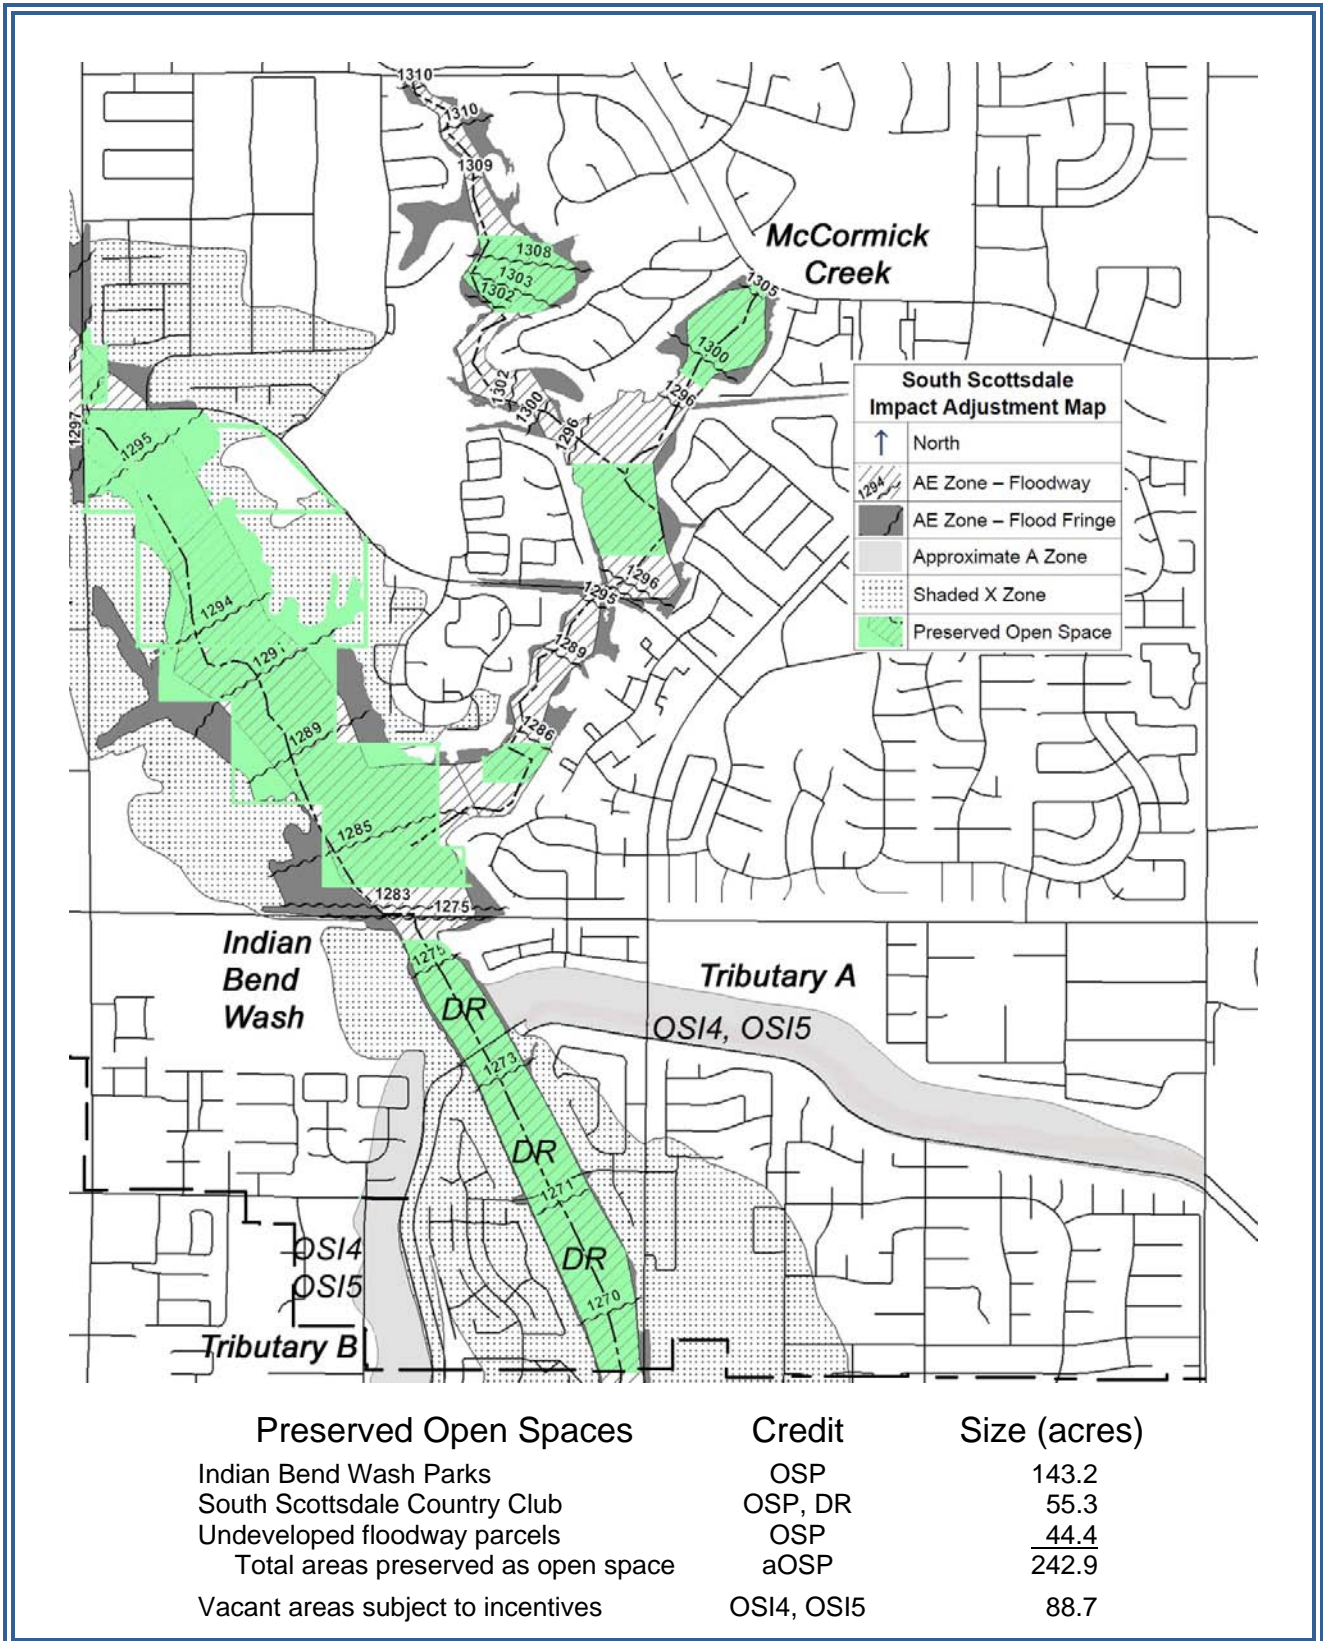 1310
1310
1309
McCormick
Creek
1308
1303
1302
1305
1300
1302
1300
1296
1296
1297
1295
South Scottsdale
Impact Adjustment Map
North
1294
AE Zone – Floodway
AE Zone – Flood Fringe
Approximate A Zone
Shaded X Zone
Preserved Open Space
1296
1295
1294
1289
1286
1289
1285
1283
1275
Indian
Bend
Wash
1275
DR
Tributary A
OSI4, OSI5
1273
DR
1271
DR
1270
OSI4
OSI5
Tributary B
Preserved Open Spaces Credit Size (acres)
Indian Bend Wash Parks OSP 143.2
South Scottsdale Country Club OSP, DR 55.3
Undeveloped floodway parcels OSP 44.4
Total areas preserved as open space aOSP 242.9
Vacant areas subject to incentives OSI4, OSI5 88.7